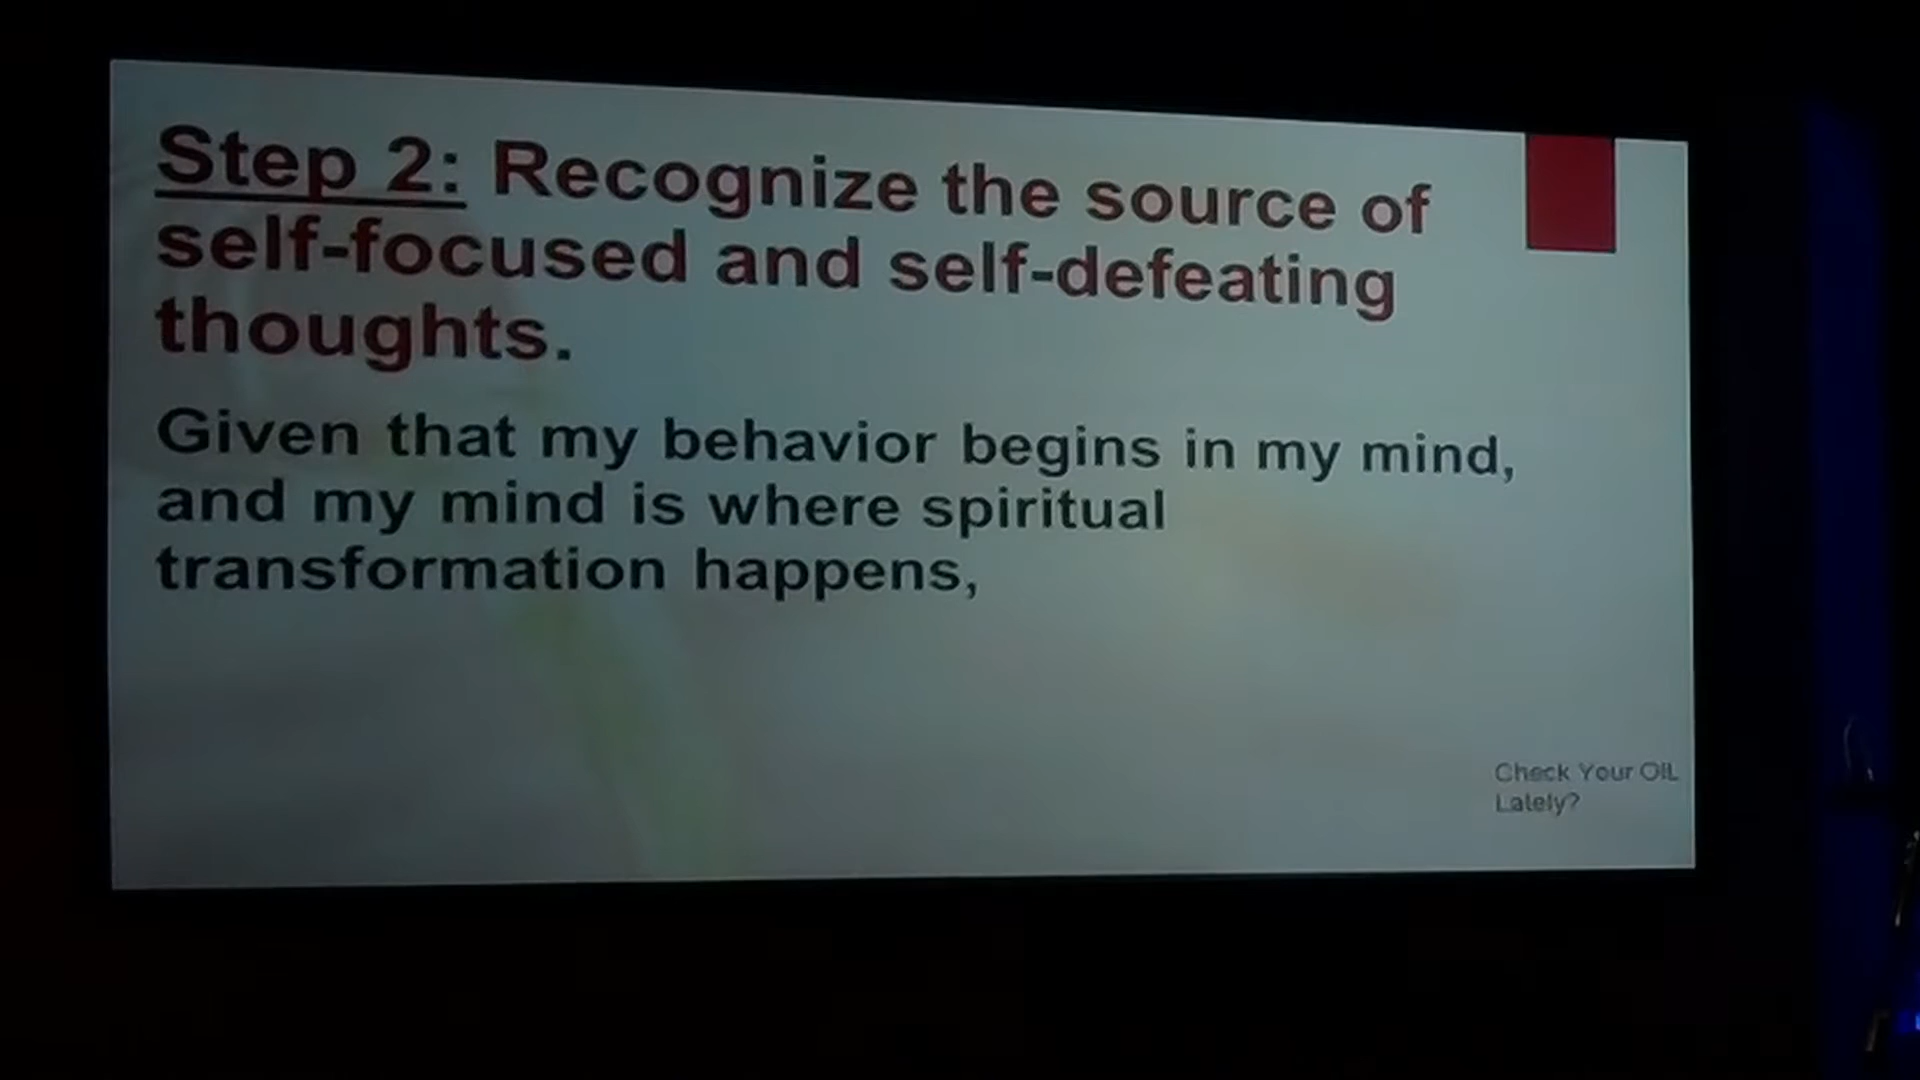 Step 2: Recognize the source of
self-focused and self-defeating
thoughts.
Given that my behavior begins in my mind,
and my mind is where spiritual
transformation happens,
Check Your OIL
Lately?